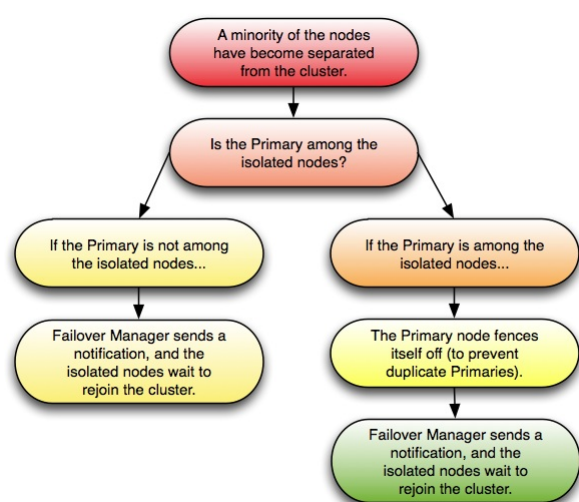 A minority of the nodes
have become separated
from the cluster.
Is the Primary among the
isolated nodes?
If the Primary is not among
the isolated nodes...
If the Primary is among the
isolated nodes...
Failover Manager sends a
notification, and the
isolated nodes wait to
rejoin the cluster.
The Primary node fences
itself off (to prevent
duplicate Primaries).
Failover Manager sends a
notification, and the
isolated nodes wait to
rejoin the cluster.